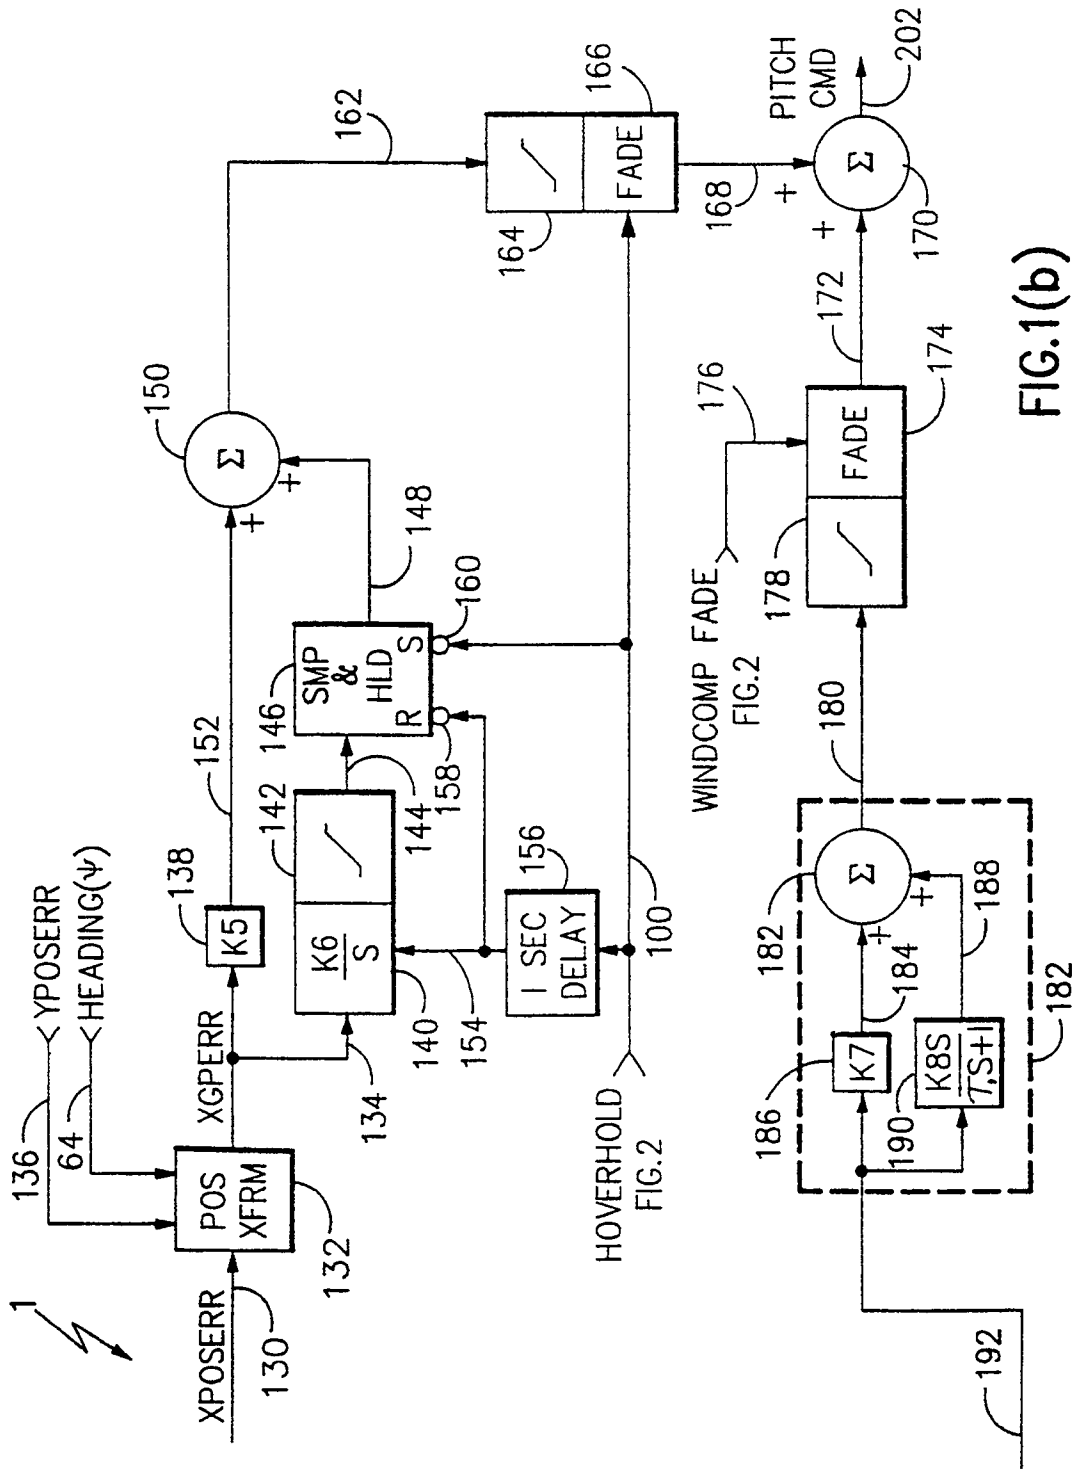 1
136
YPOSERR
64
HEADING(Ψ)
XPOSERR
130
POS
XFRM
132
XGPERR
K5
138
152
Σ
150
+
+
134
K6
S
140
142
144
SMP
&
HLD
R
S
146
148
158
160
154
1 SEC
DELAY
156
HOVERHOLD
FIG.2
100
162
164
FADE
166
168
+
+
Σ
170
PITCH
CMD
202
WINDCOMP FADE
FIG.2
176
178
FADE
174
172
180
182
Σ
+
+
184
188
186
K7
190
K8S
τ,S+1
182
192
FIG.1(b)